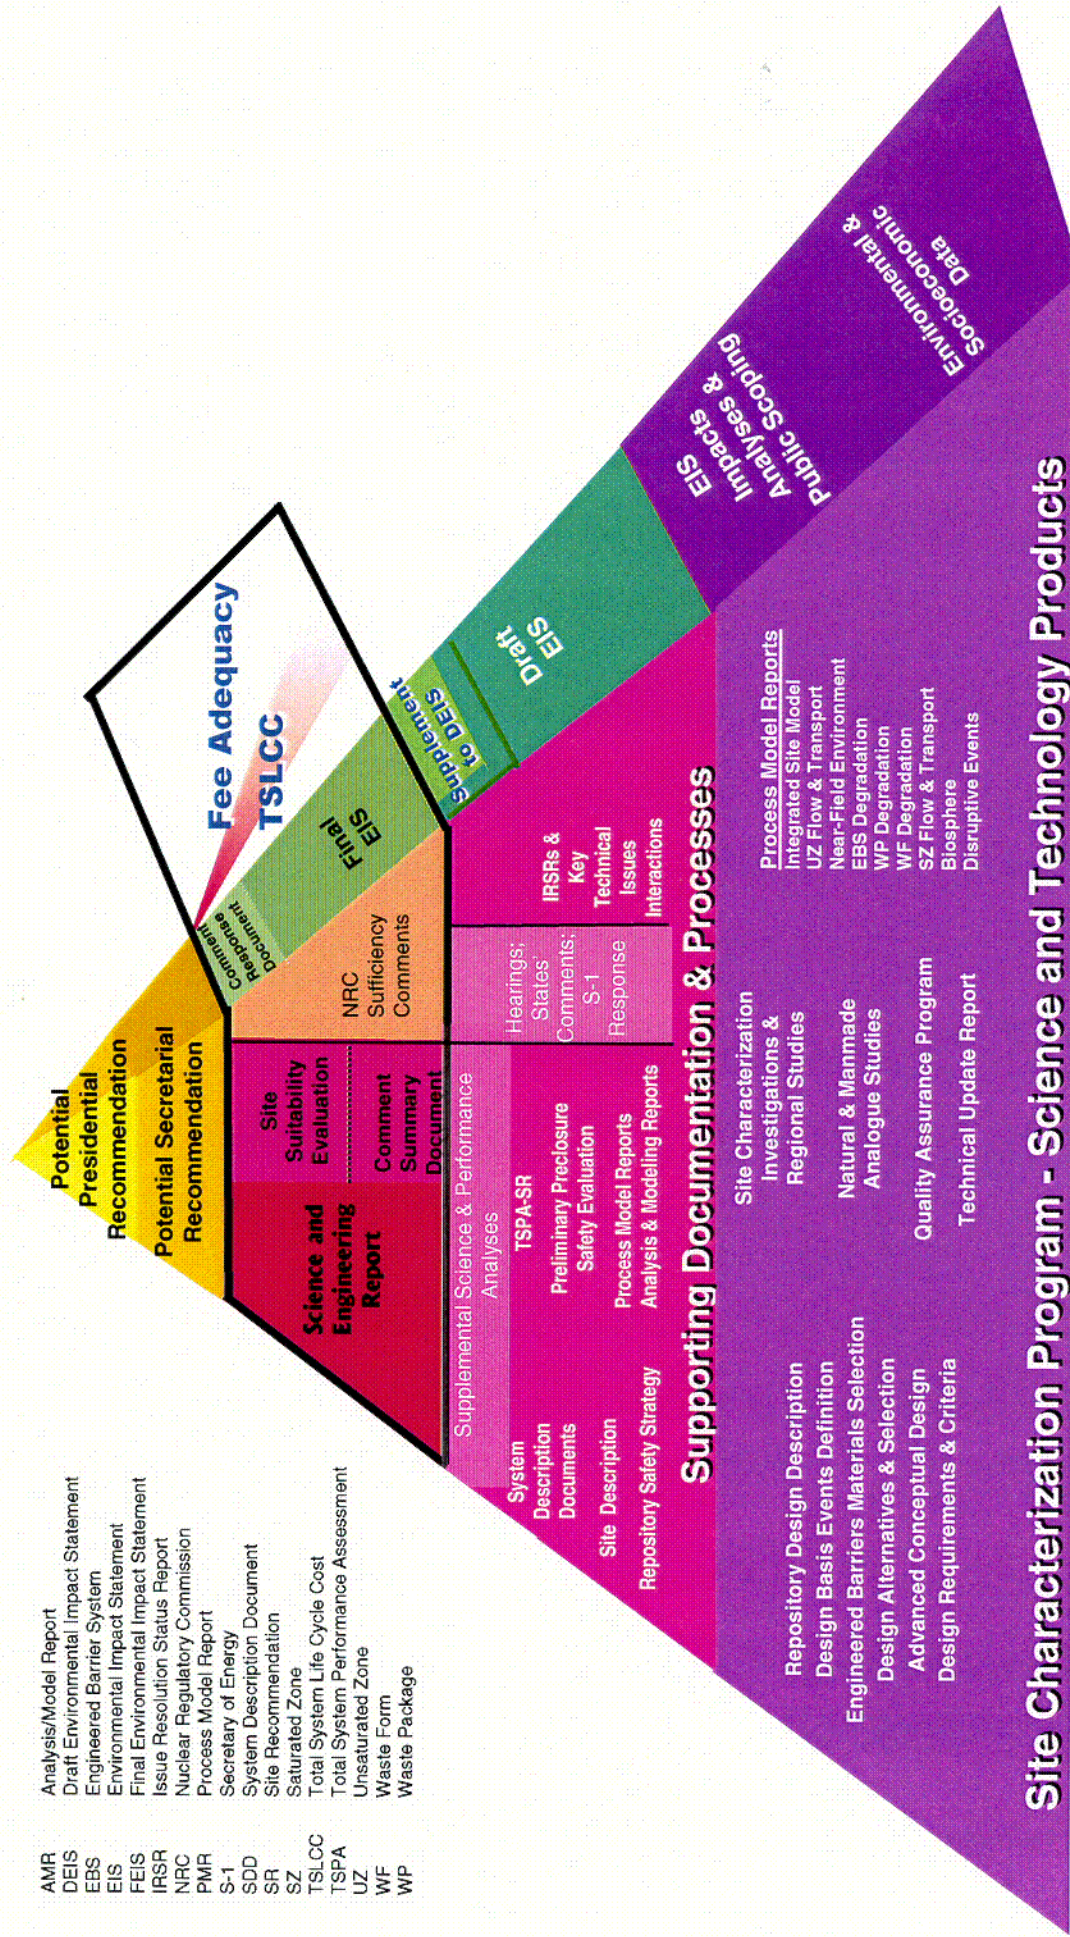 AMR Analysis/Model Report
DEIS Draft Environmental Impact Statement
EBS Engineered Barrier System
EIS Environmental Impact Statement
FEIS Final Environmental Impact Statement
IRSR Issue Resolution Status Report
NRC Nuclear Regulatory Commission
PMR Process Model Report
S-1 Secretary of Energy
SDD System Description Document
SR Site Recommendation
SZ Saturated Zone
TSLCC Total System Life Cycle Cost
TSPA Total System Performance Assessment
UZ Unsaturated Zone
WF Waste Form
WP Waste Package
Potential
Presidential
Recommendation
Potential Secretarial
Recommendation
Fee Adequacy
TSLCC
Science and
Engineering
Report
Site
Suitability
Evaluation
Comment
Summary
Document
NRC
Sufficiency
Comments
Comment
Response
Document
Final
EIS
Supplement
to DEIS
Draft
EIS
EIS
Impacts
Analyses &
Public Scoping
Environmental &
Socioeconomic
Data
Supplemental Science & Performance
Analyses
System
Description
Documents
Site Description
Repository Safety Strategy
TSPA-SR
Preliminary Preclosure
Safety Evaluation
Process Model Reports
Analysis & Modeling Reports
Hearings;
States'
Comments;
S-1
Response
IRSRs &
Key
Technical
Issues
Interactions
Supporting Documentation & Processes
Repository Design Description
Design Basis Events Definition
Engineered Barriers Materials Selection
Design Alternatives & Selection
Advanced Conceptual Design
Design Requirements & Criteria
Site Characterization
Investigations &
Regional Studies
Natural & Manmade
Analogue Studies
Quality Assurance Program
Technical Update Report
Process Model Reports
Integrated Site Model
UZ Flow & Transport
Near-Field Environment
EBS Degradation
WP Degradation
WF Degradation
SZ Flow & Transport
Biosphere
Disruptive Events
Site Characterization Program - Science and Technology Products